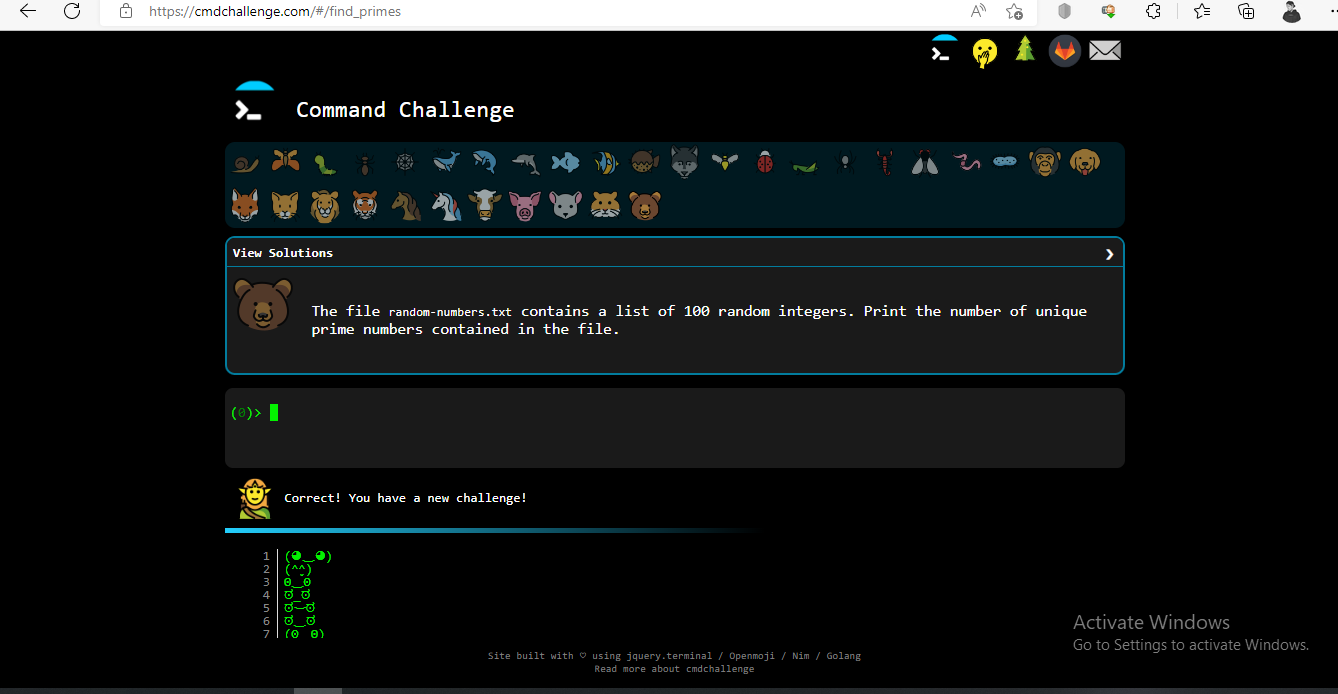 https://cmdchallenge.com/#/find_primes
Command Challenge
View Solutions
The file random-numbers.txt contains a list of 100 random integers. Print the number of unique
prime numbers contained in the file.
(0)>
Correct! You have a new challenge!
1
2 (^̮^)
3 ʘ‿ʘ
4
5
6
7
Activate Windows
Go to Settings to activate Windows.
Site built with ♡ using jquery.terminal / Openmoji / Nim / Golang
Read more about cmdchallenge